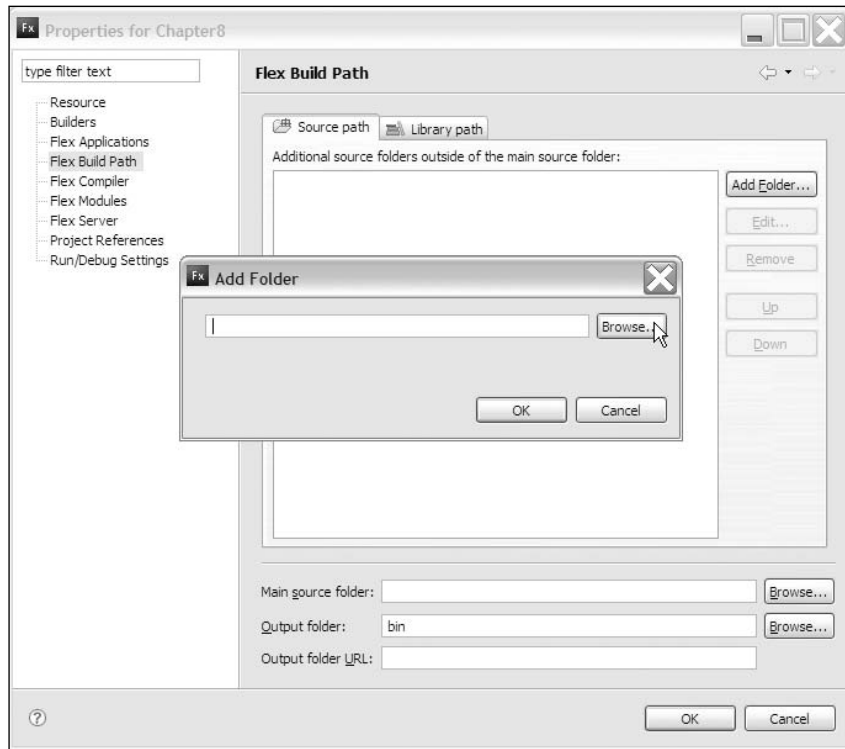 Fx Properties for Chapter8
type filter text
Flex Build Path
Resource
Builders
Flex Applications
Flex Build Path
Flex Compiler
Flex Modules
Flex Server
Project References
Run/Debug Settings
Source path
Library path
Additional source folders outside of the main source folder:
Add Folder...
Edit...
Remove
Up
Down
Fx Add Folder
Browse...
OK
Cancel
Main source folder:
Browse...
Output folder:
bin
Browse...
Output folder URL:
?
OK
Cancel